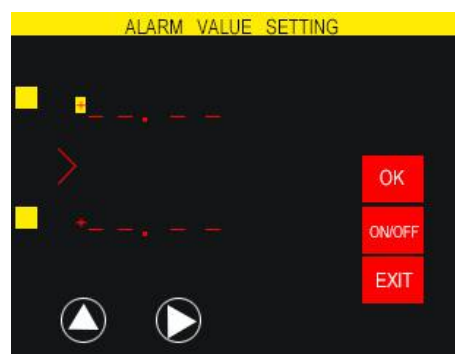 ALARM VALUE SETTING
+_ _ . _ _
>
OK
+_ _ . _ _
ON/OFF
EXIT